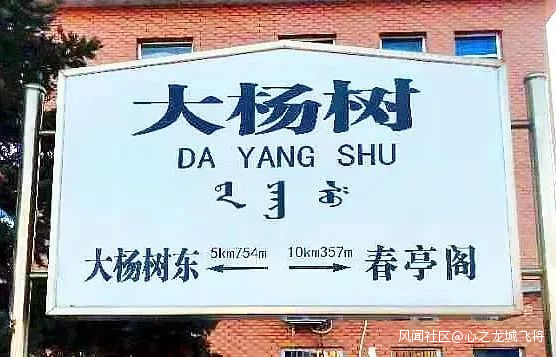 大杨树
DA YANG SHU
大杨树东 5km754m 10km357m 春亭阁
风闻社区@心之龙城飞将